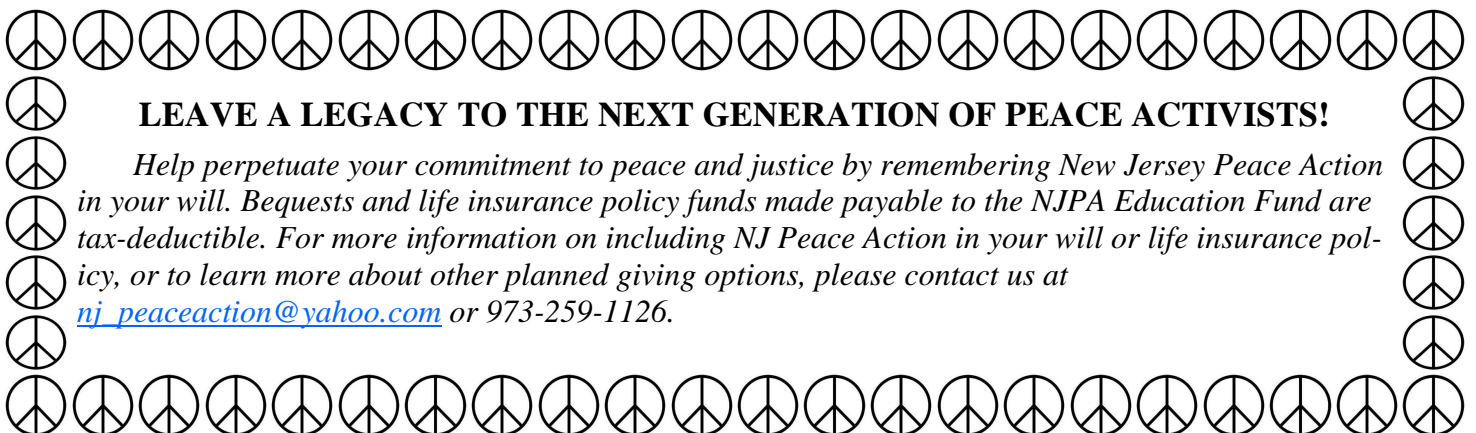 LEAVE A LEGACY TO THE NEXT GENERATION OF PEACE ACTIVISTS!
Help perpetuate your commitment to peace and justice by remembering New Jersey Peace Action
in your will. Bequests and life insurance policy funds made payable to the NJPA Education Fund are
tax-deductible. For more information on including NJ Peace Action in your will or life insurance pol-
icy, or to learn more about other planned giving options, please contact us at
nj_peaceaction@yahoo.com or 973-259-1126.